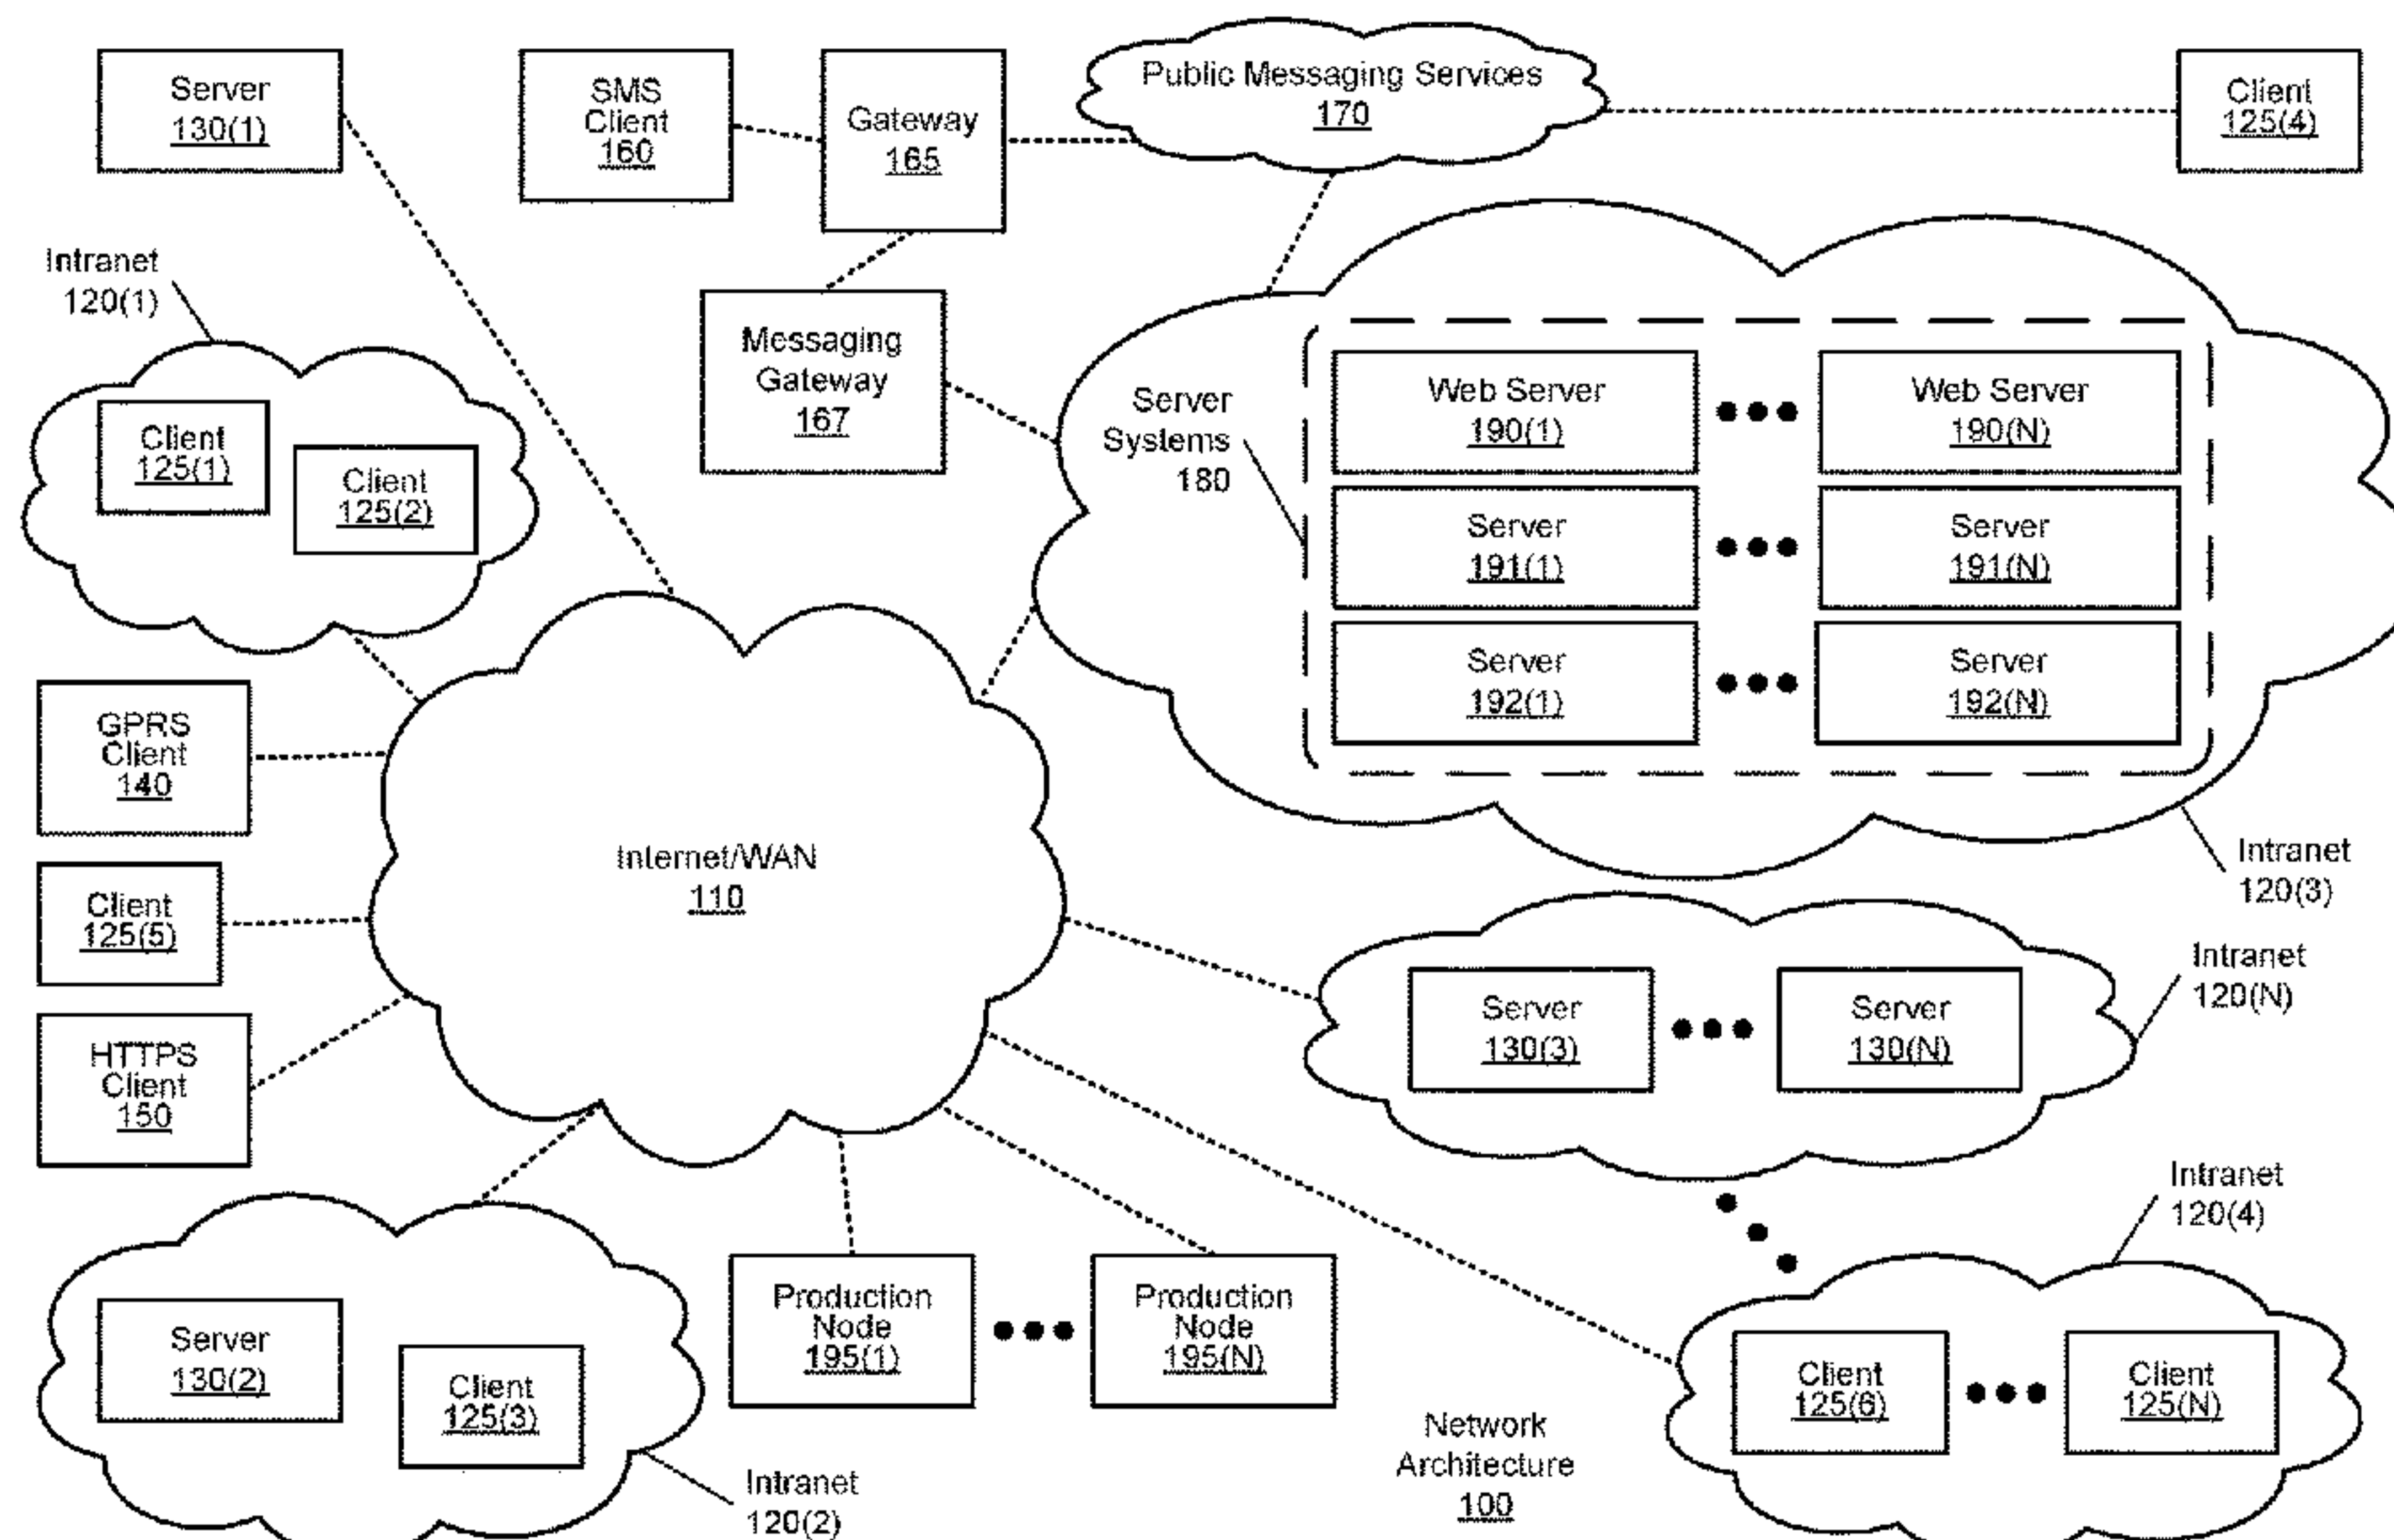 Server
130(1)
SMS
Client
160
Gateway
165
Public Messaging Services
170
Client
125(4)
Intranet
120(1)
Client
125(1)
Client
125(2)
Messaging
Gateway
167
Server
Systems
180
Web Server
190(1)
Web Server
190(N)
Server
191(1)
Server
191(N)
Server
192(1)
Server
192(N)
Intranet
120(3)
GPRS
Client
140
Client
125(5)
HTTPS
Client
150
Internet/WAN
110
Server
130(3)
Server
130(N)
Intranet
120(N)
Intranet
120(4)
Server
130(2)
Client
125(3)
Intranet
120(2)
Production
Node
195(1)
Production
Node
195(N)
Client
125(6)
Client
125(N)
Network
Architecture
100